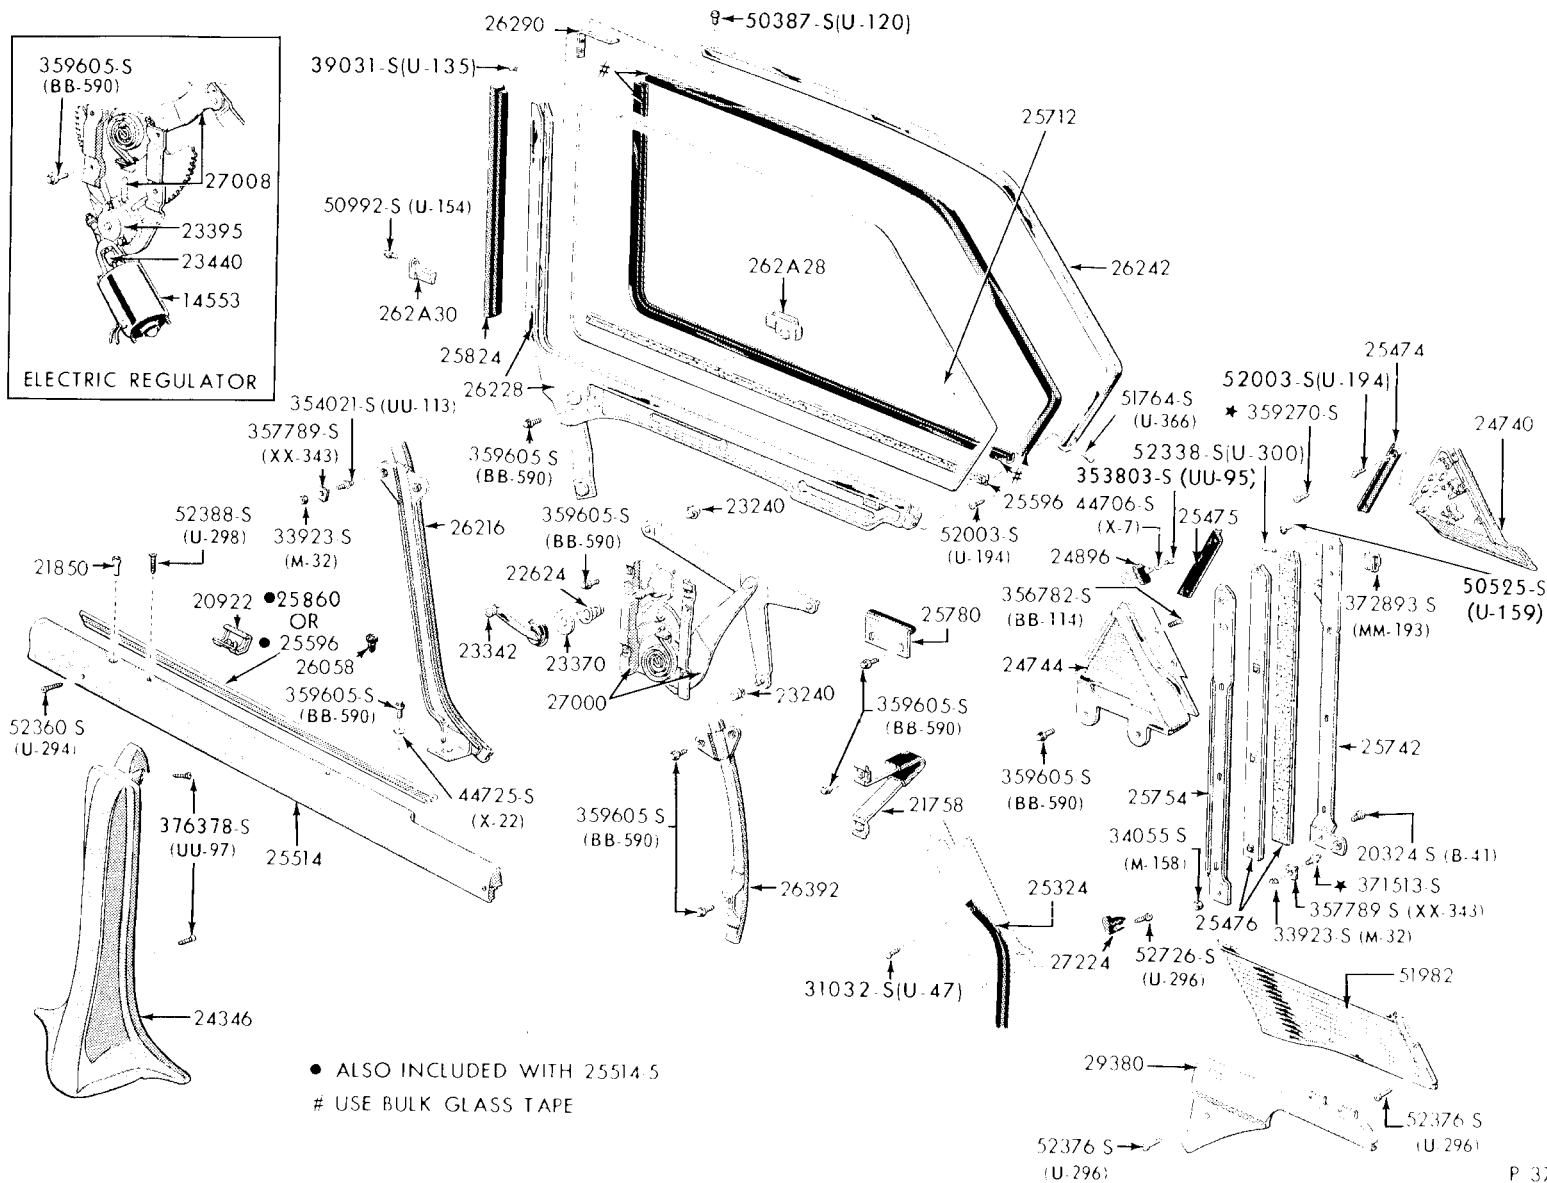 26290
50387-S(U-120)
359605-S
(BB-590)
39031-S(U-135)
#
25712
27008
50992-S (U-154)
23395
23440
14553
262A28
26242
262A30
25824
25474
ELECTRIC REGULATOR
26228
52003-S(U-194)
354021-S (UU-113)
51764-S
(U-366)
★ 359270-S
357789-S
(XX-343)
24740
359605 S
(BB-590)
52338-S(U-300)
#
353803-S (UU-95)
25596
52388-S
(U-298)
26216
359605-S
(BB-590)
23240
44706-S
(X-7)
25475
33923-S
(M-32)
52003-S
(U-194)
24896
21850
22624
50525-S
(U-159)
20922
●25860
OR
● 25596
356782-S
(BB-114)
372893 S
(MM-193)
25780
26058
23342
23370
24744
359605-S
(BB-590)
27000
23240
359605-S
(BB-590)
52360 S
(U-294)
25742
359605-S
(BB-590)
44725-S
(X-22)
359605 S
(BB-590)
21758
25754
376378-S
(UU-97)
25514
34055 S
(M-158)
20324 S (B-41)
★ 371513-S
26392
25324
25476
357789 S (XX-343)
33923-S (M-32)
27224
52726-S
(U-296)
51982
31032-S(U-47)
24346
29380
● ALSO INCLUDED WITH 25514-5
# USE BULK GLASS TAPE
52376 S
(U-296)
52376 S
(U-296)
P 37